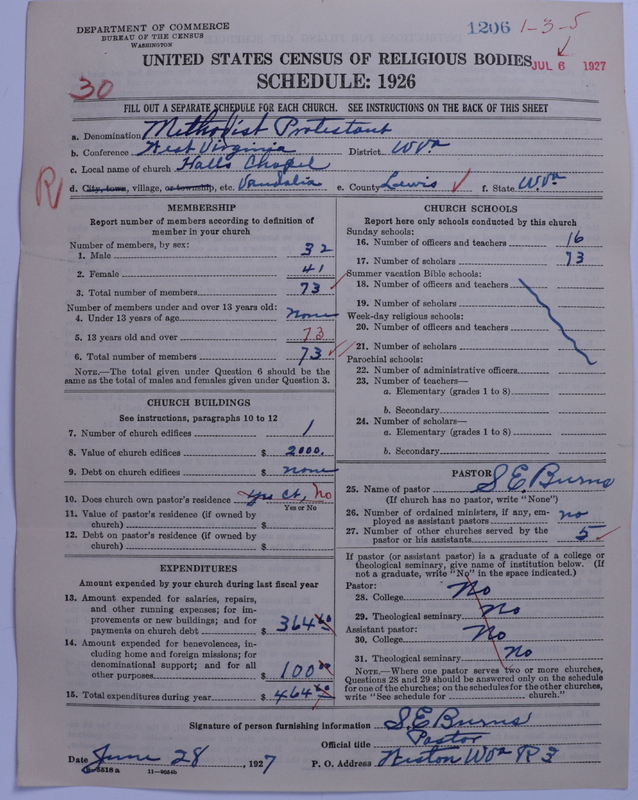 DEPARTMENT OF COMMERCE
BUREAU OF THE CENSUS
WASHINGTON
1206 1-3-5
UNITED STATES CENSUS OF RELIGIOUS BODIES
JUL 6 1927
SCHEDULE: 1926
30
FILL OUT A SEPARATE SCHEDULE FOR EACH CHURCH. SEE INSTRUCTIONS ON THE BACK OF THIS SHEET
a. Denomination Methodist Protestant
b. Conference West Virginia District W Va
c. Local name of church Halls Chapel
R
d. City, town, village, or township, etc. Vandalia e. County Lewis f. State W. Va
MEMBERSHIP
Report number of members according to definition of
member in your church
Number of members, by sex:
1. Male 32
2. Female 41
3. Total number of members 73
Number of members under and over 13 years old:
4. Under 13 years of age none
5. 13 years old and over 73
6. Total number of members 73
NOTE.—The total given under Question 6 should be
same as the total of males and females given under Question 3.
CHURCH BUILDINGS
See instructions, paragraphs 10 to 12
7. Number of church edifices 1
8. Value of church edifices $ 2000.
9. Debt on church edifices $ none
10. Does church own pastor's residence yes ct, No
Yes or No
11. Value of pastor's residence (if owned by
church) $
12. Debt on pastor's residence (if owned by
church) $
EXPENDITURES
Amount expended by your church during last fiscal year
13. Amount expended for salaries, repairs,
and other running expenses; for im-
provements or new buildings; and for
payments on church debt $ 364
14. Amount expended for benevolences, in-
cluding home and foreign missions; for
denominational support; and for all
other purposes $ 100 00
15. Total expenditures during year $ 464
CHURCH SCHOOLS
Report here only schools conducted by this church
Sunday schools:
16. Number of officers and teachers 16
17. Number of scholars 73
Summer vacation Bible schools:
18. Number of officers and teachers
19. Number of scholars
Week-day religious schools:
20. Number of officers and teachers
21. Number of scholars
Parochial schools:
22. Number of administrative officers
23. Number of teachers—
a. Elementary (grades 1 to 8)
b. Secondary
24. Number of scholars—
a. Elementary (grades 1 to 8)
b. Secondary
PASTOR
25. Name of pastor S. E. Burns
(If church has no pastor, write "None")
26. Number of ordained ministers, if any, em-
ployed as assistant pastors no
27. Number of other churches served by the
pastor or his assistants 5
If pastor (or assistant pastor) is a graduate of a college or
theological seminary, give name of institution below. (If
not a graduate, write "No" in the space indicated.)
Pastor:
28. College No
29. Theological seminary No
Assistant pastor:
30. College No
31. Theological seminary No
NOTE.—Where one pastor serves two or more churches,
Questions 28 and 29 should be answered only on the schedule
for one of the churches; on the schedules for the other churches,
write "See schedule for church."
Signature of person furnishing information S. E. Burns
Official title Pastor
Date June 28, 1927 P. O. Address Weston W Va R 3
8-5516 a 11-9034b